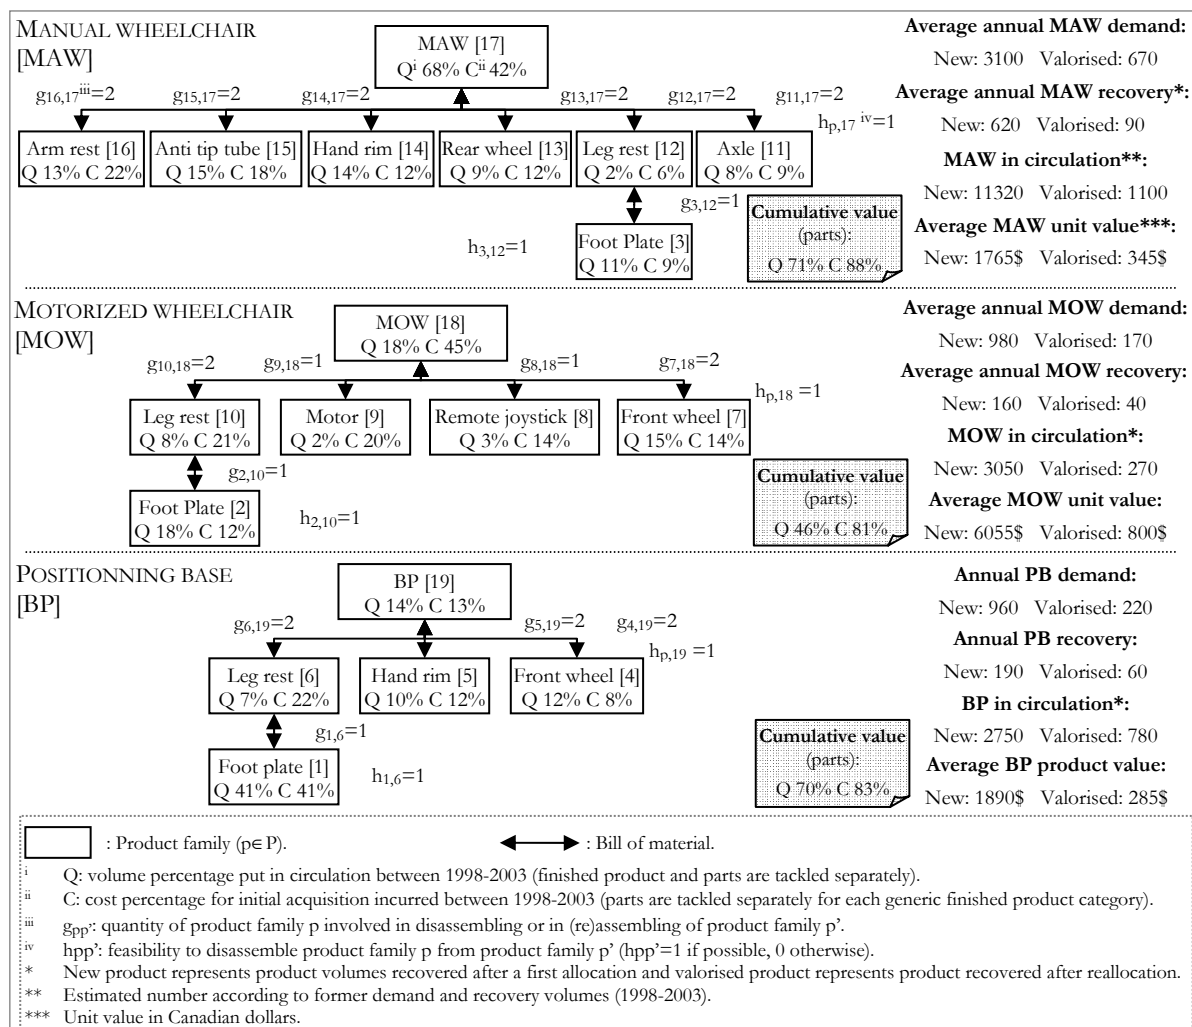 MANUAL WHEELCHAIR
[MAW]
MAW [17]
Qⁱ 68% Cⁱⁱ 42%
g16,17ⁱⁱⁱ=2 g15,17=2 g14,17=2 g13,17=2 g12,17=2 g11,17=2
hp,17 ⁱᵛ=1
Arm rest [16] Anti tip tube [15] Hand rim [14] Rear wheel [13] Leg rest [12] Axle [11]
Q 13% C 22% Q 15% C 18% Q 14% C 12% Q 9% C 12% Q 2% C 6% Q 8% C 9%
g3,12=1
h3,12=1
Foot Plate [3]
Q 11% C 9%
Cumulative value
(parts):
Q 71% C 88%
Average annual MAW demand:
New: 3100 Valorised: 670
Average annual MAW recovery*:
New: 620 Valorised: 90
MAW in circulation**:
New: 11320 Valorised: 1100
Average MAW unit value***:
New: 1765$ Valorised: 345$
MOTORIZED WHEELCHAIR
[MOW]
MOW [18]
Q 18% C 45%
g10,18=2 g9,18=1 g8,18=1 g7,18=2
hp,18 =1
Leg rest [10] Motor [9] Remote joystick [8] Front wheel [7]
Q 8% C 21% Q 2% C 20% Q 3% C 14% Q 15% C 14%
g2,10=1
Foot Plate [2]
Q 18% C 12%
h2,10=1
Cumulative value
(parts):
Q 46% C 81%
Average annual MOW demand:
New: 980 Valorised: 170
Average annual MOW recovery:
New: 160 Valorised: 40
MOW in circulation*:
New: 3050 Valorised: 270
Average MOW unit value:
New: 6055$ Valorised: 800$
POSITIONNING BASE
[BP]
BP [19]
Q 14% C 13%
g6,19=2 g5,19=2 g4,19=2
hp,19 =1
Leg rest [6] Hand rim [5] Front wheel [4]
Q 7% C 22% Q 10% C 12% Q 12% C 8%
g1,6=1
Foot plate [1]
Q 41% C 41%
h1,6=1
Cumulative value
(parts):
Q 70% C 83%
Annual PB demand:
New: 960 Valorised: 220
Annual PB recovery:
New: 190 Valorised: 60
BP in circulation*:
New: 2750 Valorised: 780
Average BP product value:
New: 1890$ Valorised: 285$
: Product family (p∈P). : Bill of material.
i Q: volume percentage put in circulation between 1998-2003 (finished product and parts are tackled separately).
ii C: cost percentage for initial acquisition incurred between 1998-2003 (parts are tackled separately for each generic finished product category).
iii gpp': quantity of product family p involved in disassembling or in (re)assembling of product family p'.
iv hpp': feasibility to disassemble product family p from product family p' (hpp'=1 if possible, 0 otherwise).
* New product represents product volumes recovered after a first allocation and valorised product represents product recovered after reallocation.
** Estimated number according to former demand and recovery volumes (1998-2003).
*** Unit value in Canadian dollars.